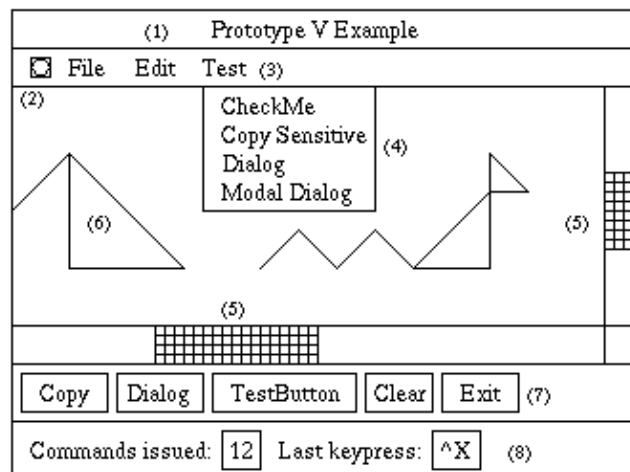 (1) Prototype V Example
File Edit Test (3)
(2)
CheckMe
Copy Sensitive
(4)
Dialog
Modal Dialog
(6)
(5)
(5)
Copy Dialog TestButton Clear Exit (7)
Commands issued: 12 Last keypress: ^X (8)